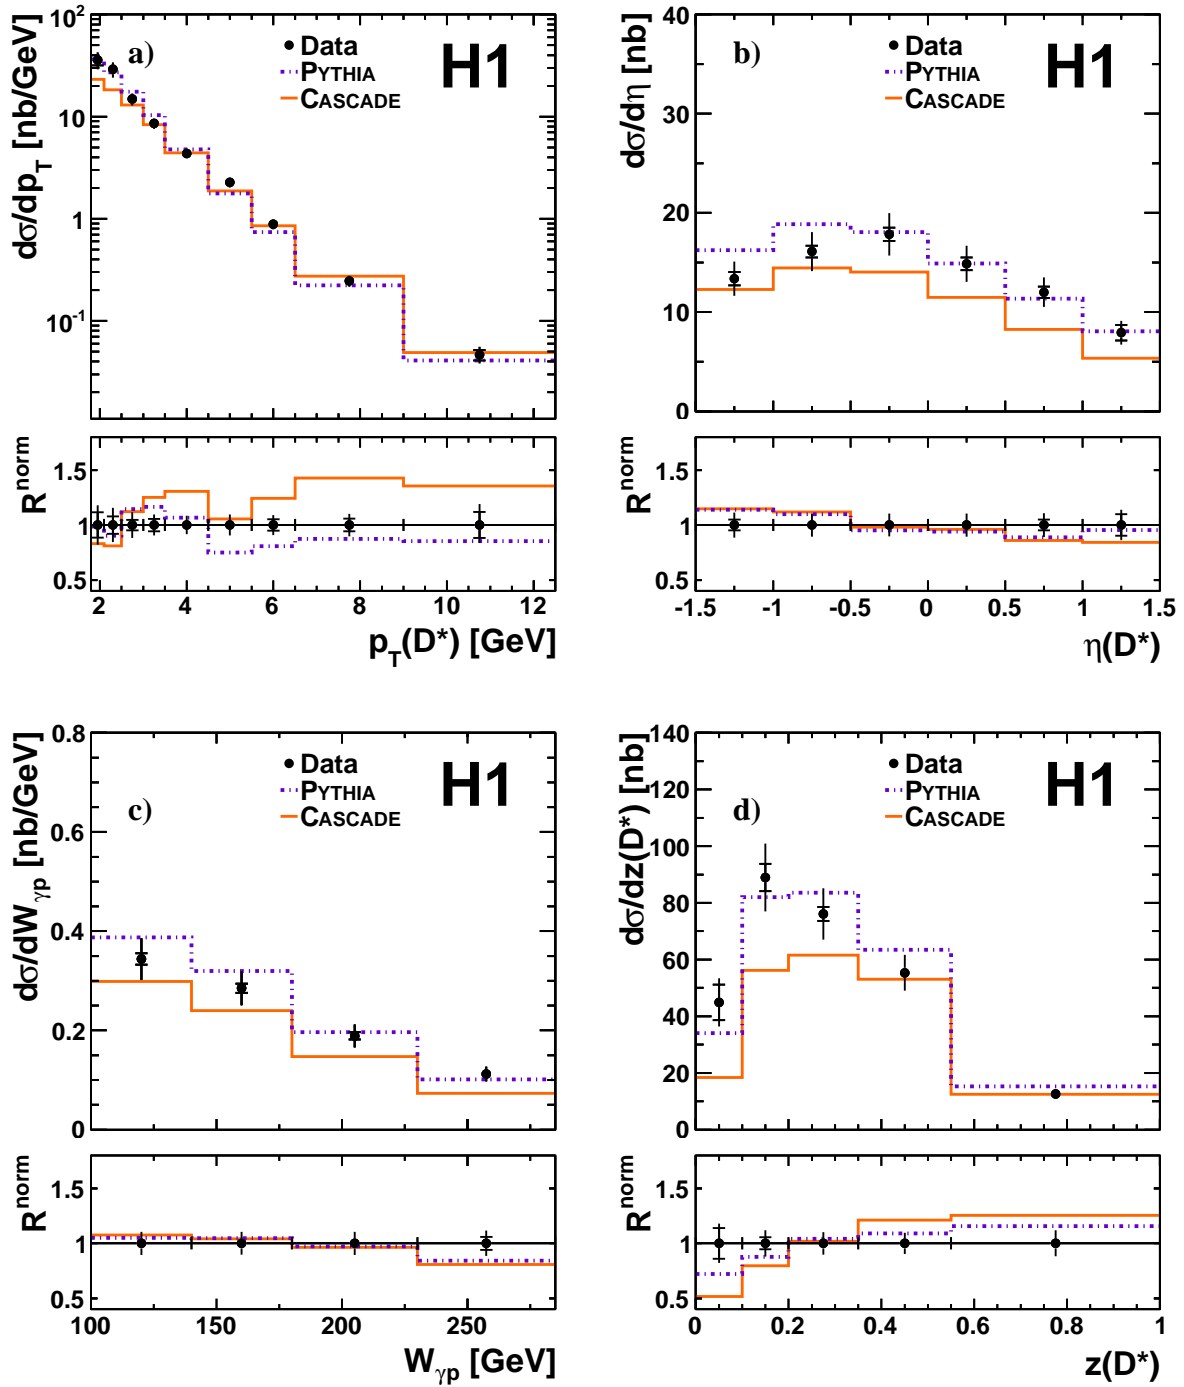 a)
H1
Data
PYTHIA
CASCADE
dσ/dp_T [nb/GeV]
10²
10
1
10⁻¹
R^norm
1.5
1
0.5
2 4 6 8 10 12
p_T(D*) [GeV]
b)
H1
Data
PYTHIA
CASCADE
dσ/dη [nb]
40
30
20
10
0
R^norm
1.5
1
0.5
-1.5 -1 -0.5 0 0.5 1 1.5
η(D*)
c)
H1
Data
PYTHIA
CASCADE
dσ/dW_γp [nb/GeV]
0.8
0.6
0.4
0.2
0
R^norm
1.5
1
0.5
100 150 200 250
W_γp [GeV]
d)
H1
Data
PYTHIA
CASCADE
dσ/dz(D*) [nb]
140
120
100
80
60
40
20
0
R^norm
1.5
1
0.5
0 0.2 0.4 0.6 0.8 1
z(D*)